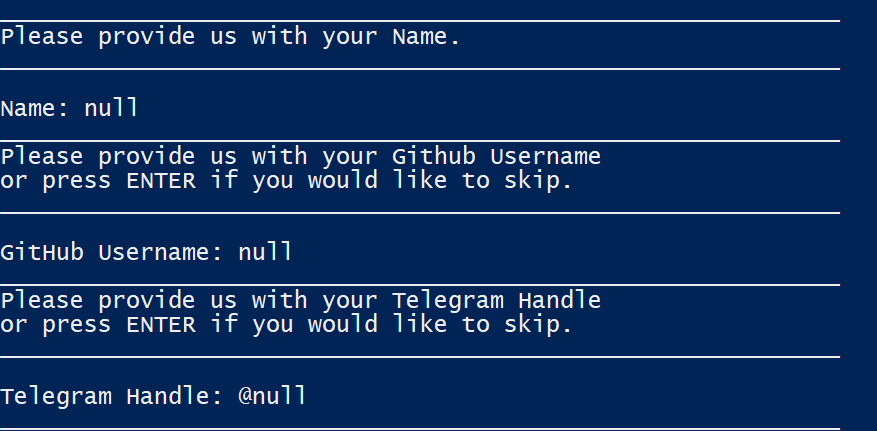 Please provide us with your Name.
Name: null
Please provide us with your Github Username
or press ENTER if you would like to skip.
GitHub Username: null
Please provide us with your Telegram Handle
or press ENTER if you would like to skip.
Telegram Handle: @null